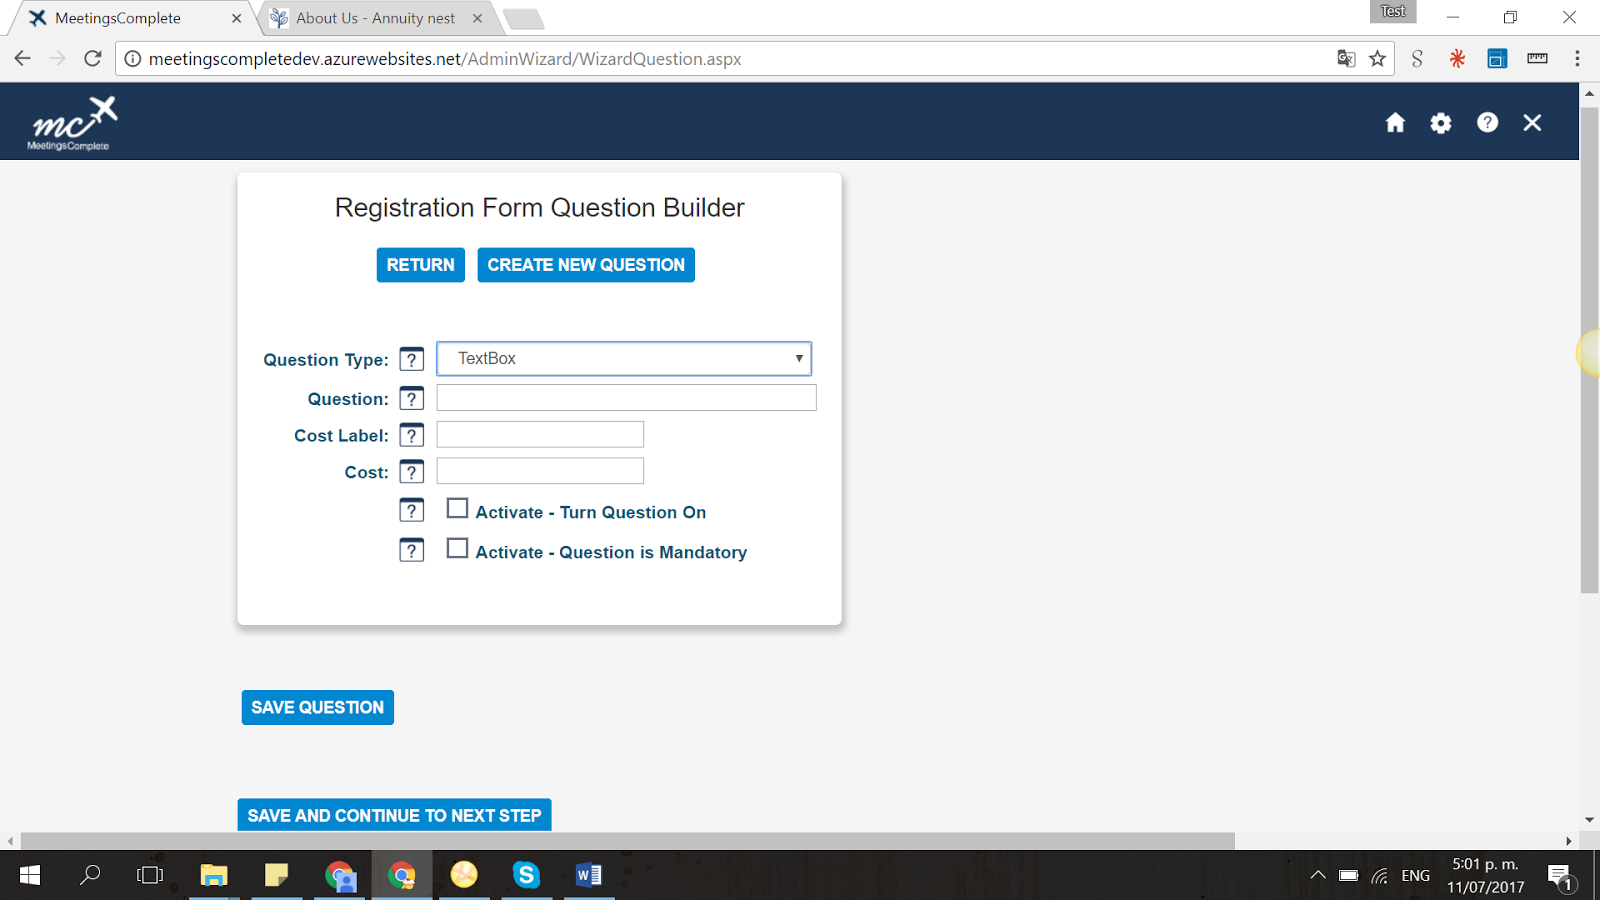 MeetingsComplete
About Us - Annuity nest
Test
meetingscompletedev.azurewebsites.net/AdminWizard/WizardQuestion.aspx
mc
MeetingsComplete
Registration Form Question Builder
RETURN
CREATE NEW QUESTION
Question Type: ? TextBox
Question: ?
Cost Label: ?
Cost: ?
? Activate - Turn Question On
? Activate - Question is Mandatory
SAVE QUESTION
SAVE AND CONTINUE TO NEXT STEP
ENG
5:01 p. m.
11/07/2017
1